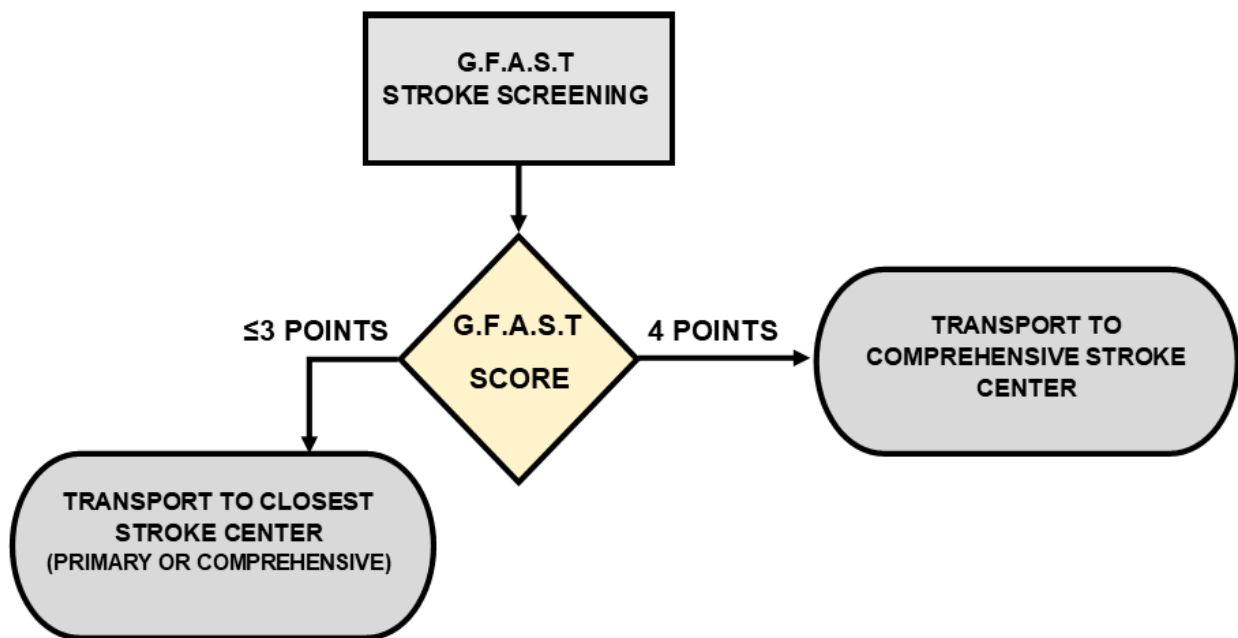 G.F.A.S.T
STROKE SCREENING
≤3 POINTS
G.F.A.S.T
SCORE
4 POINTS
TRANSPORT TO
COMPREHENSIVE STROKE
CENTER
TRANSPORT TO CLOSEST
STROKE CENTER
(PRIMARY OR COMPREHENSIVE)